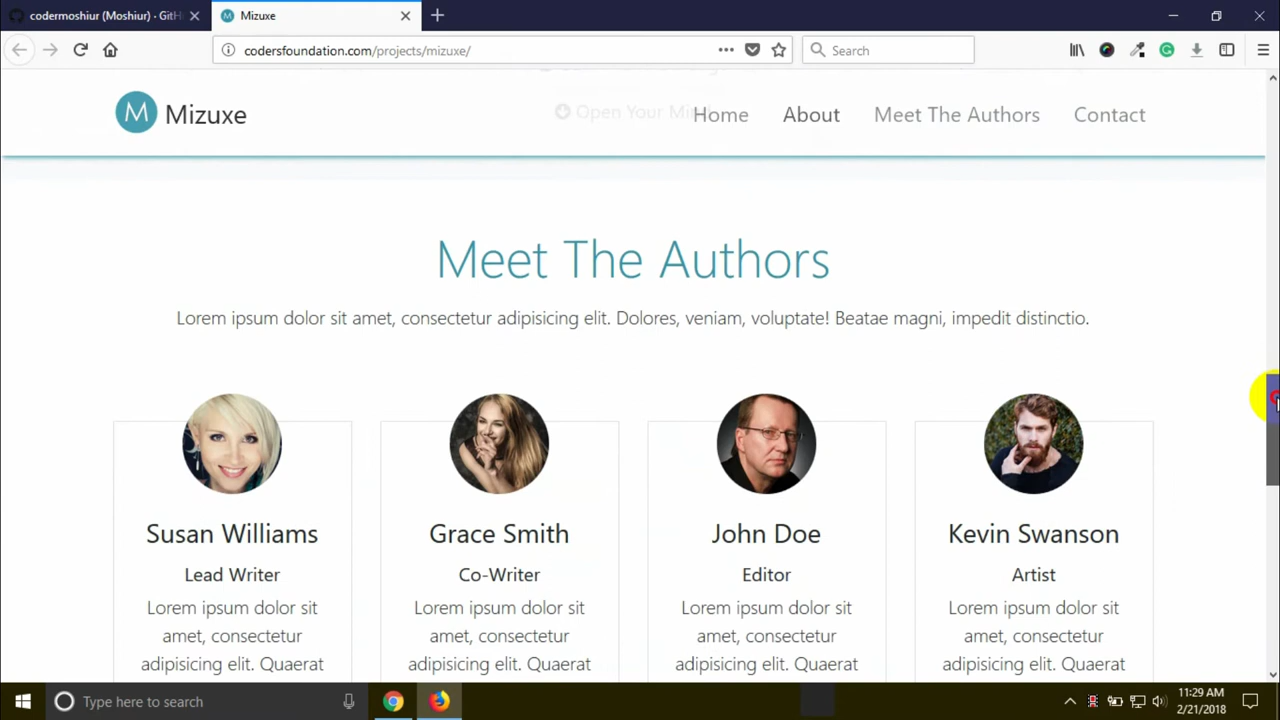 codermoshiur (Moshiur) · GitH
Mizuxe
codersfoundation.com/projects/mizuxe/
Search
M Mizuxe
Open Your Mi
Home
About
Meet The Authors
Contact
Meet The Authors
Lorem ipsum dolor sit amet, consectetur adipisicing elit. Dolores, veniam, voluptate! Beatae magni, impedit distinctio.
Susan Williams
Lead Writer
Lorem ipsum dolor sit
amet, consectetur
adipisicing elit. Quaerat
Grace Smith
Co-Writer
Lorem ipsum dolor sit
amet, consectetur
adipisicing elit. Quaerat
John Doe
Editor
Lorem ipsum dolor sit
amet, consectetur
adipisicing elit. Quaerat
Kevin Swanson
Artist
Lorem ipsum dolor sit
amet, consectetur
adipisicing elit. Quaerat
Type here to search
11:29 AM
2/21/2018